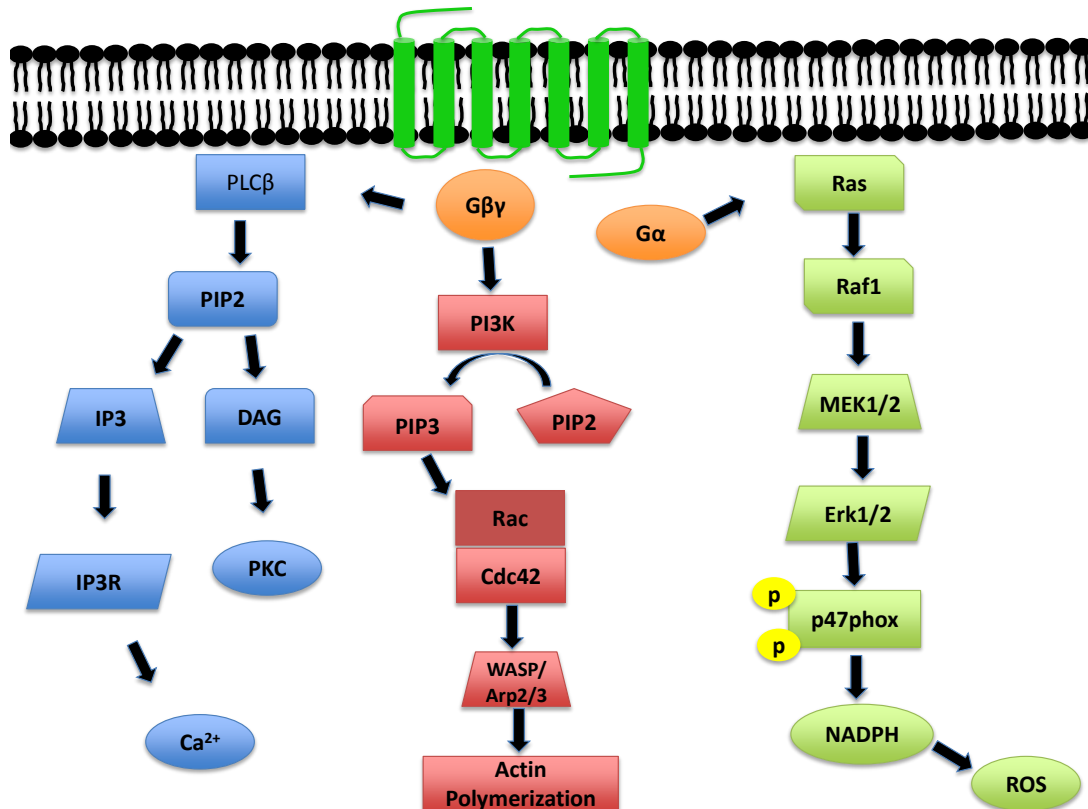 PLCβ
Gβγ
Gα
Ras
PIP2
PI3K
Raf1
IP3
DAG
PIP3
PIP2
MEK1/2
Rac
Erk1/2
IP3R
PKC
Cdc42
p
p47phox
p
WASP/
Arp2/3
Ca²⁺
NADPH
Actin
Polymerization
ROS